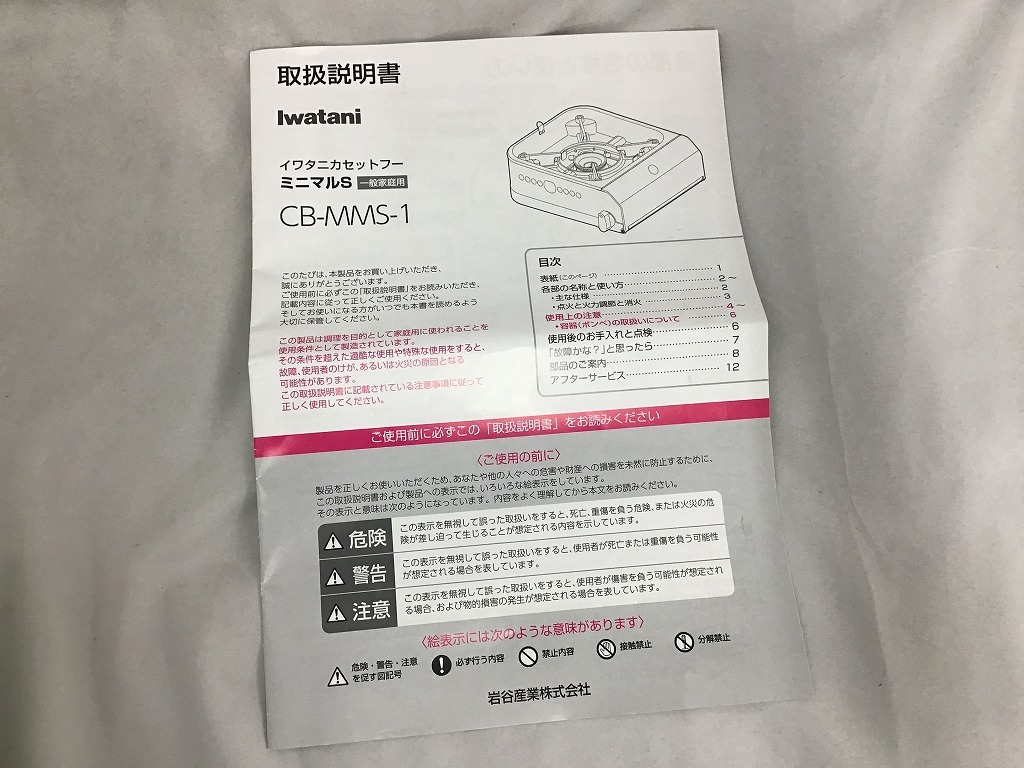 取扱説明書
Iwatani
イワタニカセットフー
ミニマルS 一般家庭用
CB-MMS-1
このたびは、本製品をお買い上げいただき、
誠にありがとうございます。
ご使用前に必ずこの「取扱説明書」をお読みいただき、
記載内容に従って正しくご使用ください。
そしてお使いになる方がいつでも本書を読めるよう
大切に保管してください。
この製品は調理を目的として家庭用に使われることを
使用条件として製造されています。
その条件を超えた過酷な使用や特殊な使用をすると、
故障、使用者のけが、あるいは火災の原因となる
可能性があります。
この取扱説明書に記載されている注意事項に従って
正しく使用してください。
目次
表紙(このページ) 1
各部の名称と使い方 2〜
・主な仕様 2
・点火と火力調節と消火 3
使用上の注意 4〜
・容器(ボンベ)の取扱いについて 6
使用後のお手入れと点検 6
「故障かな?」と思ったら 7
部品のご案内 8
アフターサービス 12
ご使用前に必ずこの「取扱説明書」をお読みください
〈ご使用の前に〉
製品を正しくお使いいただくため、あなたや他の人々への危害や財産への損害を未然に防止するために、
この取扱説明書および製品への表示では、いろいろな絵表示をしています。
その表示と意味は次のようになっています。内容をよく理解してから本文をお読みください。
危険
この表示を無視して誤った取扱いをすると、死亡、重傷を負う危険、または火災の危
険が差し迫って生じることが想定される内容を示しています。
警告
この表示を無視して誤った取扱いをすると、使用者が死亡または重傷を負う可能性
が想定される場合を表しています。
注意
この表示を無視して誤った取扱いをすると、使用者が傷害を負う可能性が想定され
る場合、および物的損害の発生が想定される場合を表しています。
〈絵表示には次のような意味があります〉
危険・警告・注意
を促す図記号
必ず行う内容
禁止内容
接触禁止
分解禁止
岩谷産業株式会社